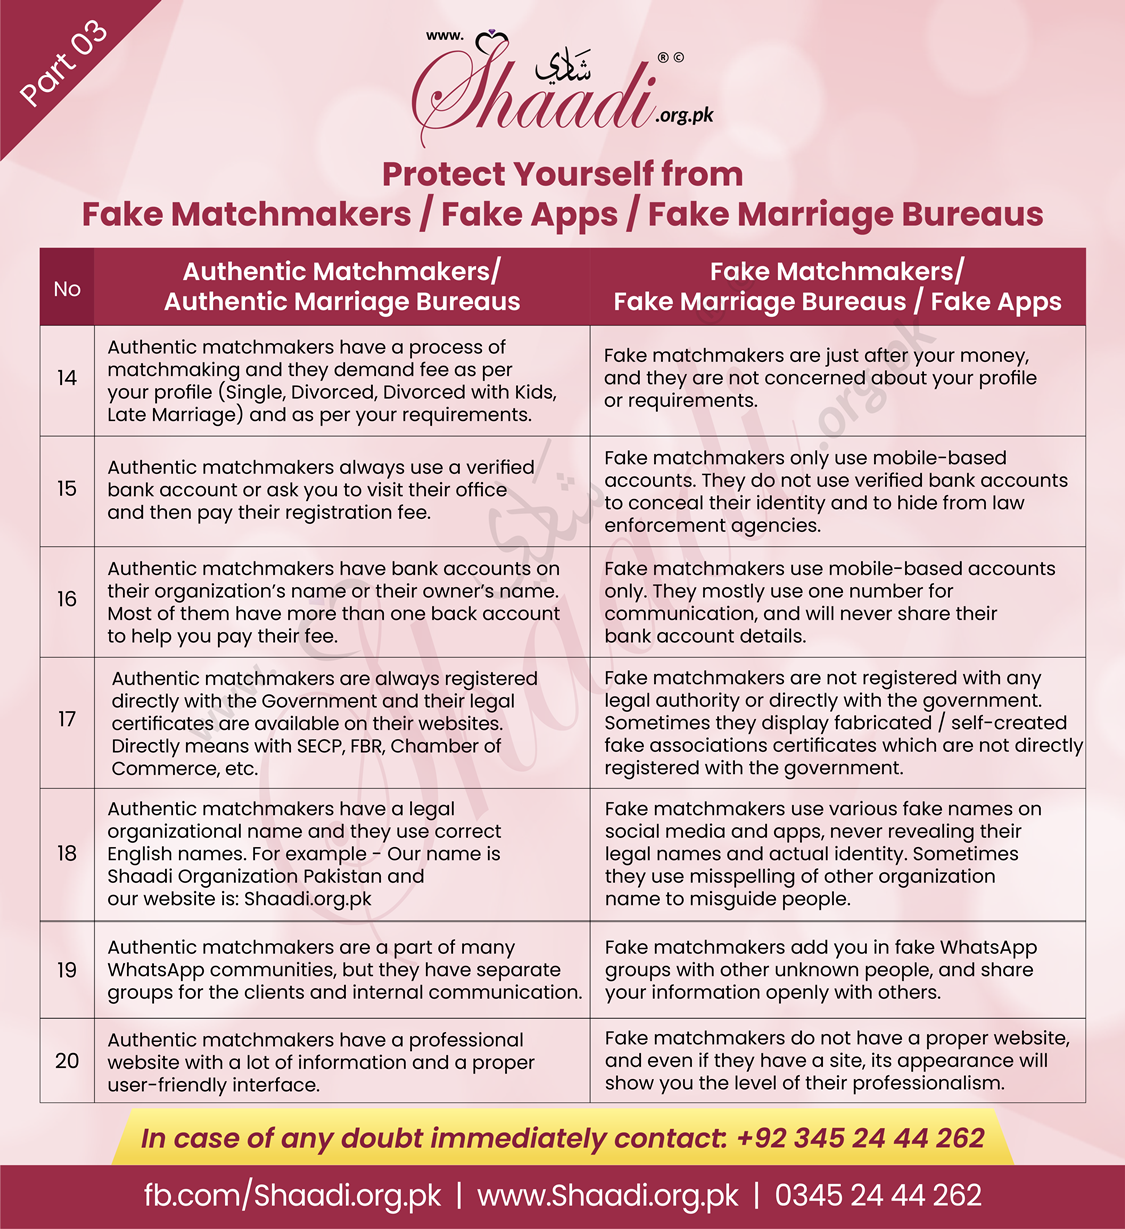 Part 03
www.
شادي
Shaadi ® ©
.org.pk
Protect Yourself from
Fake Matchmakers / Fake Apps / Fake Marriage Bureaus
No
Authentic Matchmakers/
Authentic Marriage Bureaus
Fake Matchmakers/
Fake Marriage Bureaus / Fake Apps
14
Authentic matchmakers have a process of
matchmaking and they demand fee as per
your profile (Single, Divorced, Divorced with Kids,
Late Marriage) and as per your requirements.
Fake matchmakers are just after your money,
and they are not concerned about your profile
or requirements.
15
Authentic matchmakers always use a verified
bank account or ask you to visit their office
and then pay their registration fee.
Fake matchmakers only use mobile-based
accounts. They do not use verified bank accounts
to conceal their identity and to hide from law
enforcement agencies.
16
Authentic matchmakers have bank accounts on
their organization’s name or their owner’s name.
Most of them have more than one back account
to help you pay their fee.
Fake matchmakers use mobile-based accounts
only. They mostly use one number for
communication, and will never share their
bank account details.
17
Authentic matchmakers are always registered
directly with the Government and their legal
certificates are available on their websites.
Directly means with SECP, FBR, Chamber of
Commerce, etc.
Fake matchmakers are not registered with any
legal authority or directly with the government.
Sometimes they display fabricated / self-created
fake associations certificates which are not directly
registered with the government.
18
Authentic matchmakers have a legal
organizational name and they use correct
English names. For example - Our name is
Shaadi Organization Pakistan and
our website is: Shaadi.org.pk
Fake matchmakers use various fake names on
social media and apps, never revealing their
legal names and actual identity. Sometimes
they use misspelling of other organization
name to misguide people.
19
Authentic matchmakers are a part of many
WhatsApp communities, but they have separate
groups for the clients and internal communication.
Fake matchmakers add you in fake WhatsApp
groups with other unknown people, and share
your information openly with others.
20
Authentic matchmakers have a professional
website with a lot of information and a proper
user-friendly interface.
Fake matchmakers do not have a proper website,
and even if they have a site, its appearance will
show you the level of their professionalism.
www. Shaadi شادي .org.pk
In case of any doubt immediately contact: +92 345 24 44 262
fb.com/Shaadi.org.pk | www.Shaadi.org.pk | 0345 24 44 262